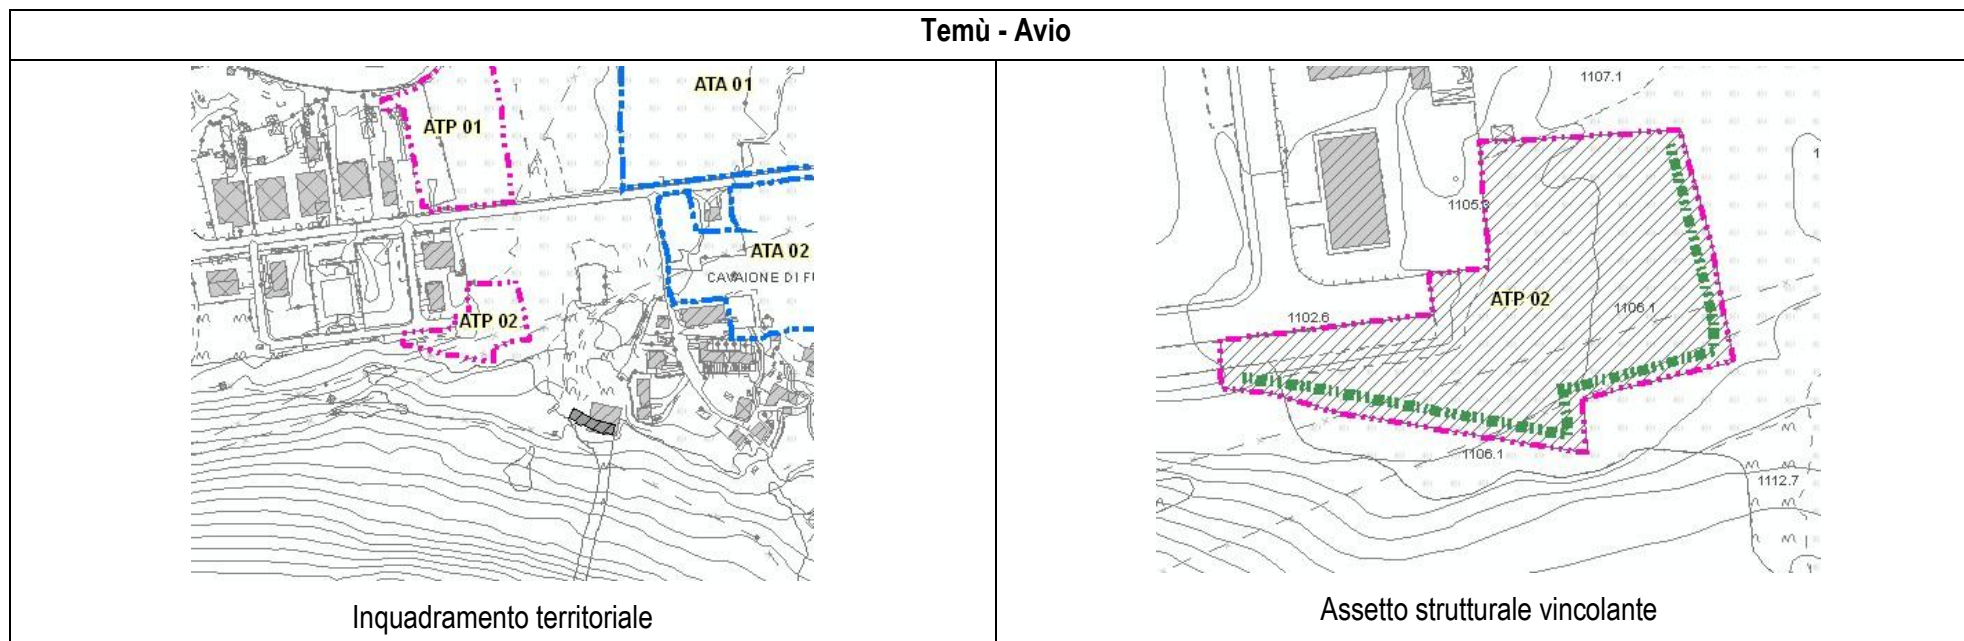 Temù - Avio
ATA 01
ATP 01
ATA 02
CAVAIONE DI F
ATP 02
Inquadramento territoriale
1107.1
1105.3
ATP 02
1102.6
1106.1
1106.1
1112.7
Assetto strutturale vincolante